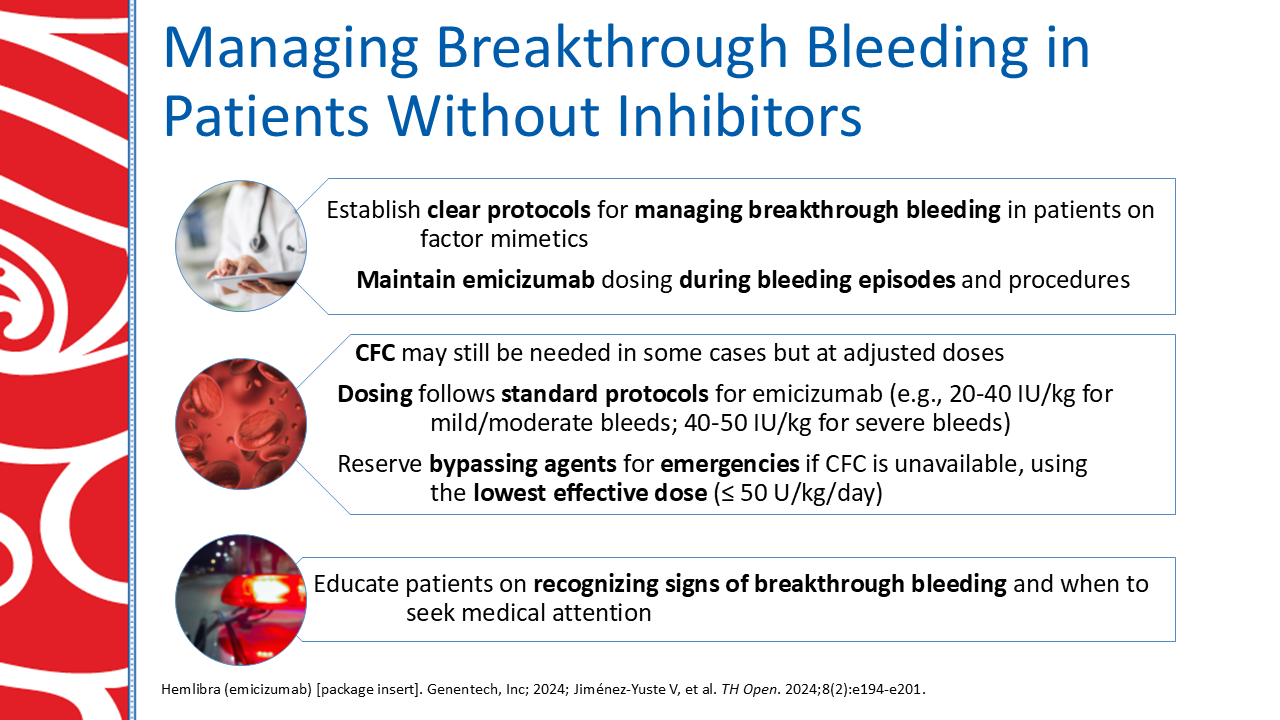 Managing Breakthrough Bleeding in
Patients Without Inhibitors
Establish clear protocols for managing breakthrough bleeding in patients on
factor mimetics
Maintain emicizumab dosing during bleeding episodes and procedures
CFC may still be needed in some cases but at adjusted doses
Dosing follows standard protocols for emicizumab (e.g., 20-40 IU/kg for
mild/moderate bleeds; 40-50 IU/kg for severe bleeds)
Reserve bypassing agents for emergencies if CFC is unavailable, using
the lowest effective dose (≤ 50 U/kg/day)
Educate patients on recognizing signs of breakthrough bleeding and when to
seek medical attention
Hemlibra (emicizumab) [package insert]. Genentech, Inc; 2024; Jiménez-Yuste V, et al. TH Open. 2024;8(2):e194-e201.